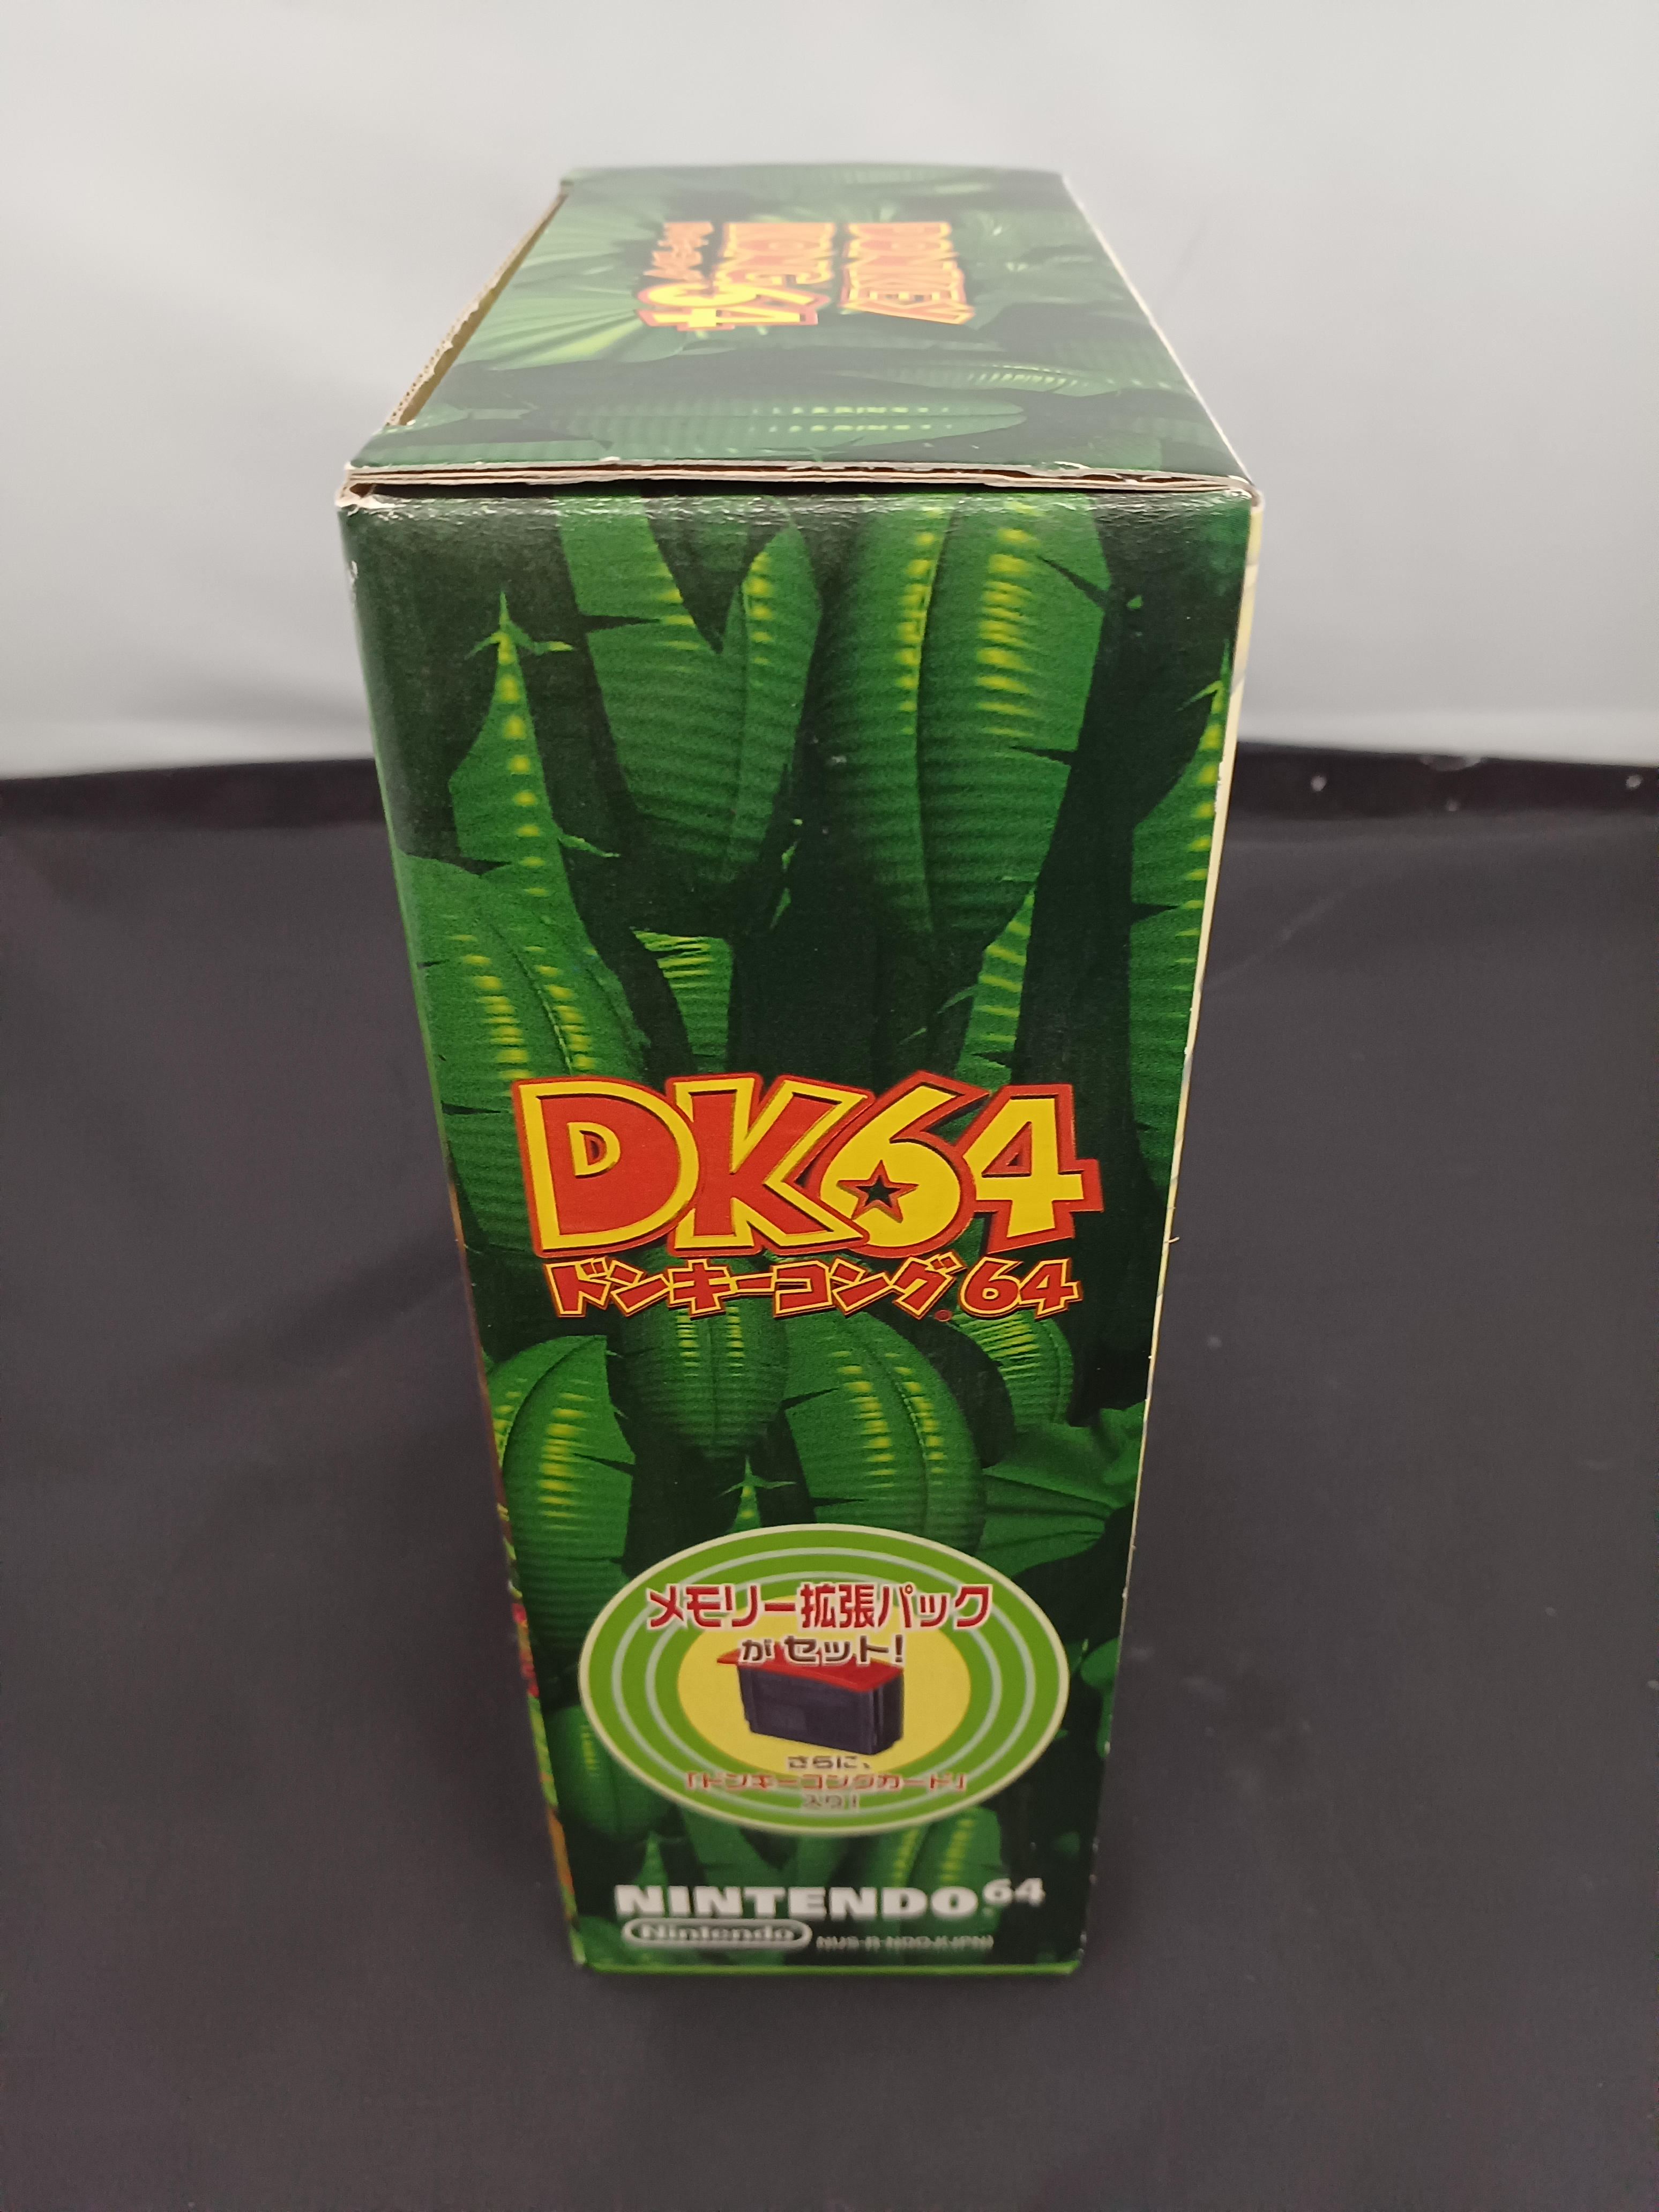 DONKEY
KONG 64
DK64
ドンキーコング64
メモリー拡張パック
がセット!
さらに、
「ドンキーコングカード」
入り!
NINTENDO64
Nintendo